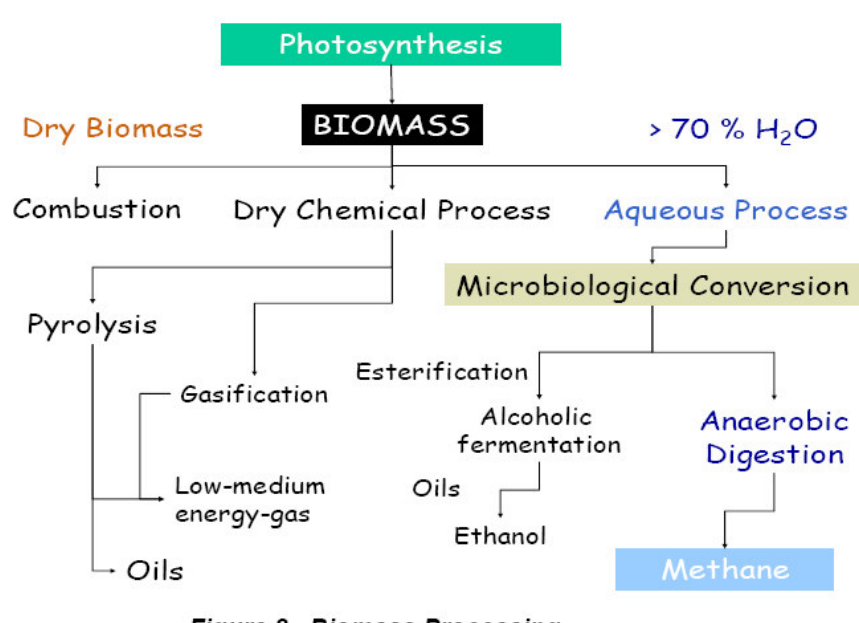 Photosynthesis
Dry Biomass
BIOMASS
> 70 % H₂O
Combustion
Dry Chemical Process
Aqueous Process
Microbiological Conversion
Pyrolysis
Gasification
Esterification
Alcoholic
fermentation
Anaerobic
Digestion
Low-medium
energy-gas
Oils
Ethanol
Oils
Methane